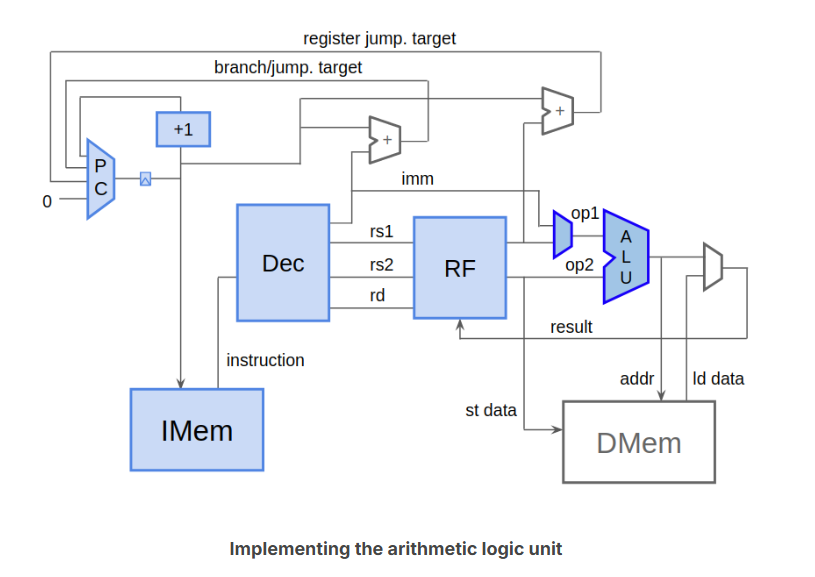 register jump. target
branch/jump. target
+1
+
+
P
C
0
imm
op1
rs1
A
L
U
Dec
rs2
RF
op2
rd
result
instruction
addr
ld data
st data
IMem
DMem
Implementing the arithmetic logic unit